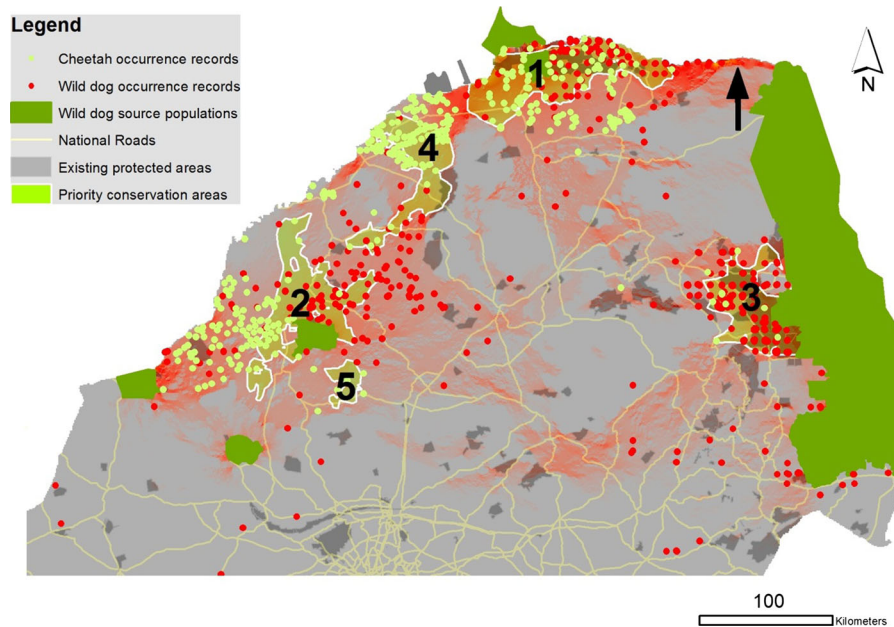 Legend
Cheetah occurrence records
Wild dog occurrence records
Wild dog source populations
National Roads
Existing protected areas
Priority conservation areas
1
N
4
2
3
5
100
Kilometers